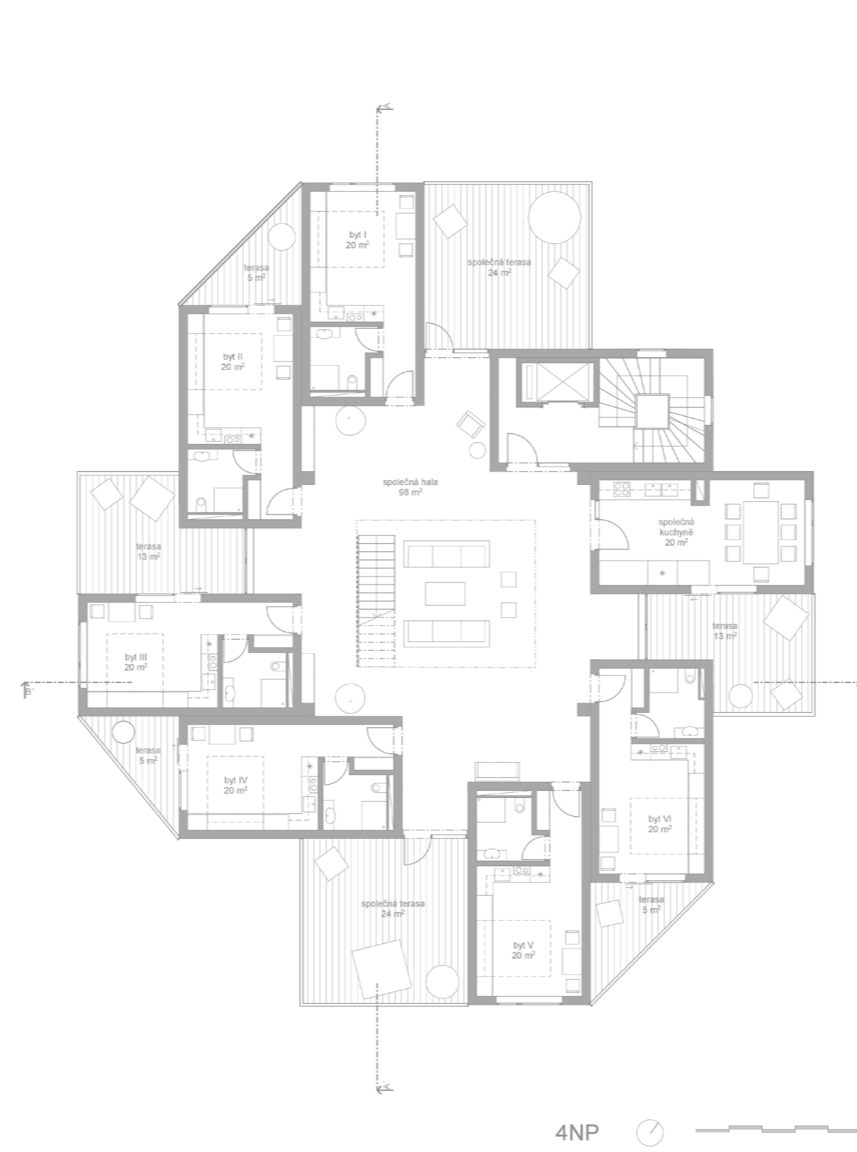 A'
byt I
20 m²
společná terasa
24 m²
terasa
5 m²
byt II
20 m²
společná hala
98 m²
společná
kuchyně
20 m²
terasa
13 m²
terasa
13 m²
byt III
20 m²
B'
terasa
5 m²
byt IV
20 m²
byt VI
20 m²
společná terasa
24 m²
terasa
5 m²
byt V
20 m²
4NP